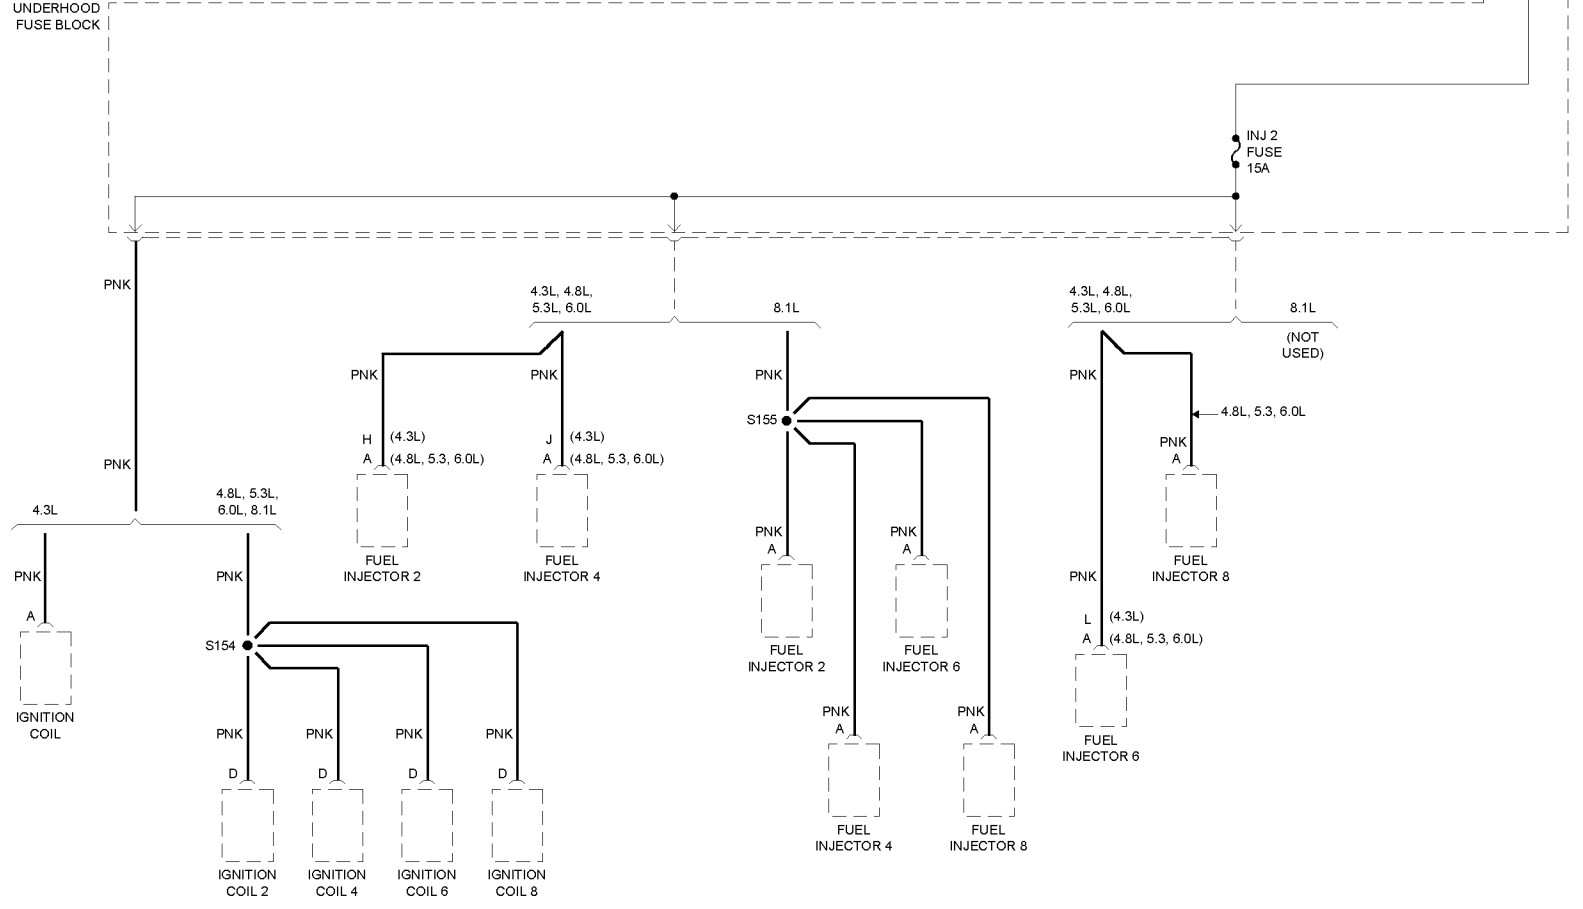 UNDERHOOD
FUSE BLOCK
INJ 2
FUSE
15A
PNK
4.3L, 4.8L,
5.3L, 6.0L
8.1L
4.3L, 4.8L,
5.3L, 6.0L
8.1L
(NOT
USED)
PNK
PNK
PNK
PNK
S155
4.8L, 5.3, 6.0L
H (4.3L)
A (4.8L, 5.3, 6.0L)
J (4.3L)
A (4.8L, 5.3, 6.0L)
PNK
A
PNK
4.3L
4.8L, 5.3L,
6.0L, 8.1L
PNK
A
PNK
A
FUEL
INJECTOR 2
FUEL
INJECTOR 4
FUEL
INJECTOR 8
PNK
PNK
PNK
A
L (4.3L)
A (4.8L, 5.3, 6.0L)
S154
FUEL
INJECTOR 2
FUEL
INJECTOR 6
IGNITION
COIL
PNK
A
PNK
A
FUEL
INJECTOR 6
PNK
PNK
PNK
PNK
D
D
D
D
FUEL
INJECTOR 4
FUEL
INJECTOR 8
IGNITION
COIL 2
IGNITION
COIL 4
IGNITION
COIL 6
IGNITION
COIL 8